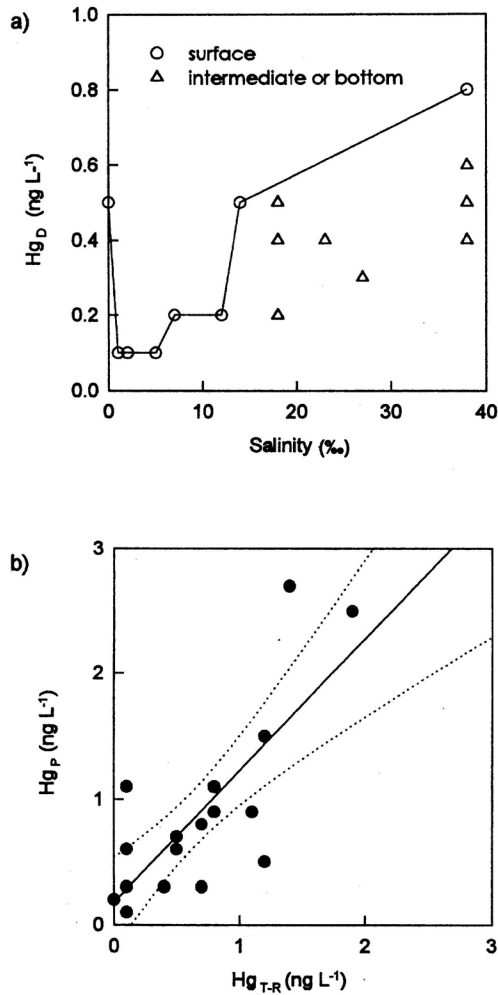 a)
1.0
0.8
0.6
0.4
0.2
0.0
Hg_D (ng L-¹)
surface
intermediate or bottom
0 10 20 30 40
Salinity (‰)
b)
3
2
1
0
Hg_P (ng L-¹)
0 1 2 3
Hg_T-R (ng L-¹)